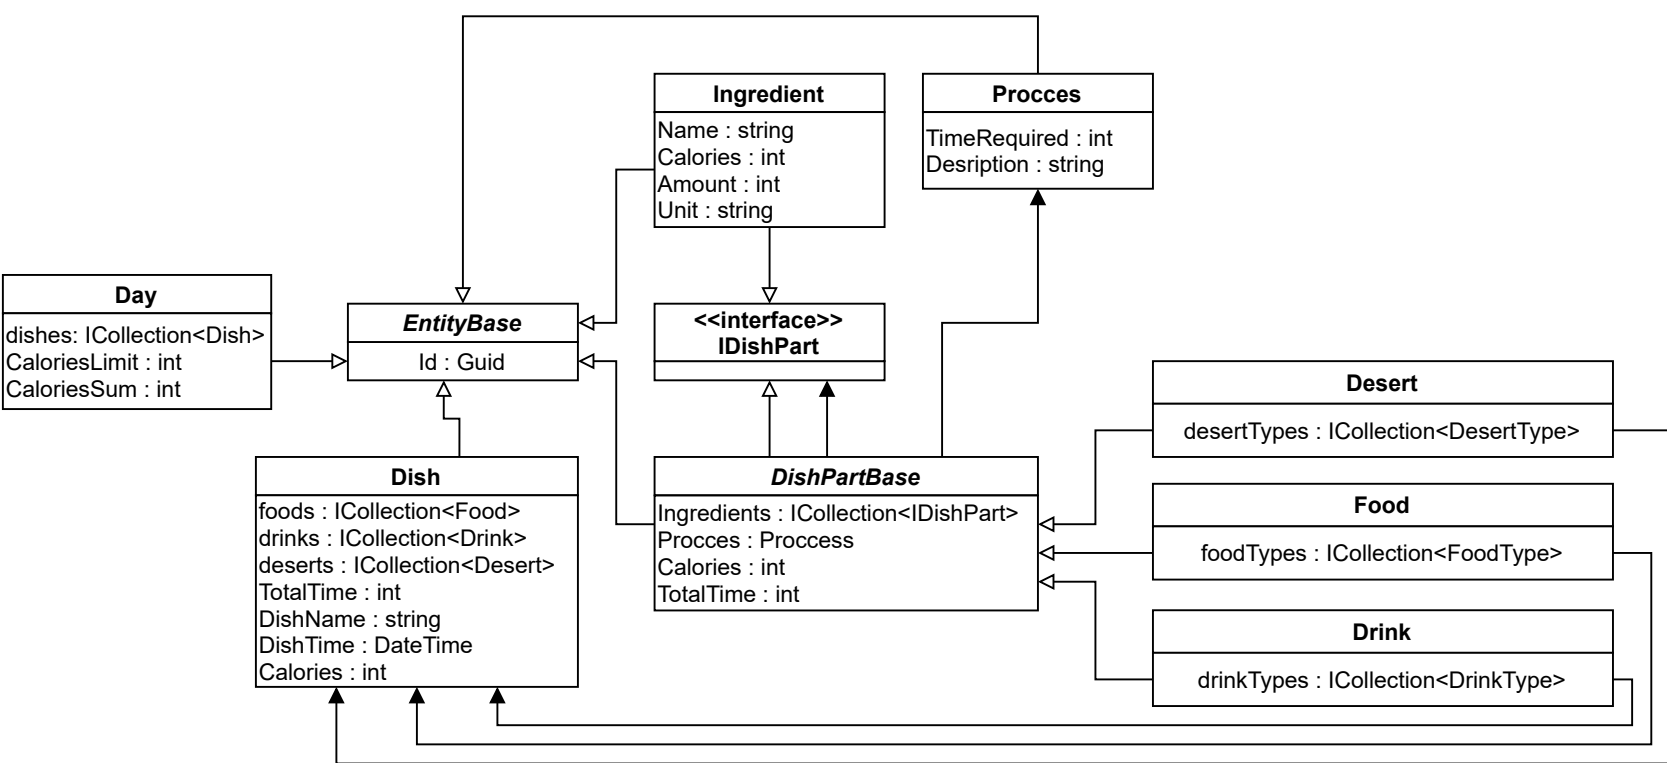 Ingredient
Name : string
Calories : int
Amount : int
Unit : string
Procces
TimeRequired : int
Desription : string
Day
dishes: ICollection<Dish>
CaloriesLimit : int
CaloriesSum : int
EntityBase
Id : Guid
<<interface>>
IDishPart
Dish
foods : ICollection<Food>
drinks : ICollection<Drink>
deserts : ICollection<Desert>
TotalTime : int
DishName : string
DishTime : DateTime
Calories : int
DishPartBase
Ingredients : ICollection<IDishPart>
Procces : Proccess
Calories : int
TotalTime : int
Desert
desertTypes : ICollection<DesertType>
Food
foodTypes : ICollection<FoodType>
Drink
drinkTypes : ICollection<DrinkType>